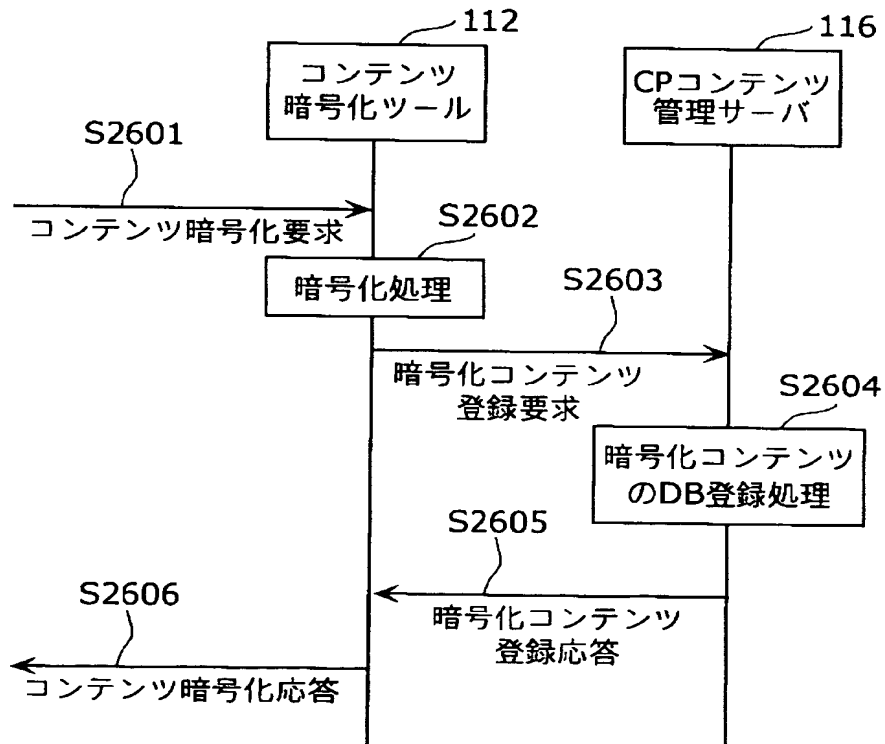 112
116
コンテンツ
暗号化ツール
CPコンテンツ
管理サーバ
S2601
コンテンツ暗号化要求
S2602
暗号化処理
S2603
暗号化コンテンツ
登録要求
S2604
暗号化コンテンツ
のDB登録処理
S2605
暗号化コンテンツ
登録応答
S2606
コンテンツ暗号化応答